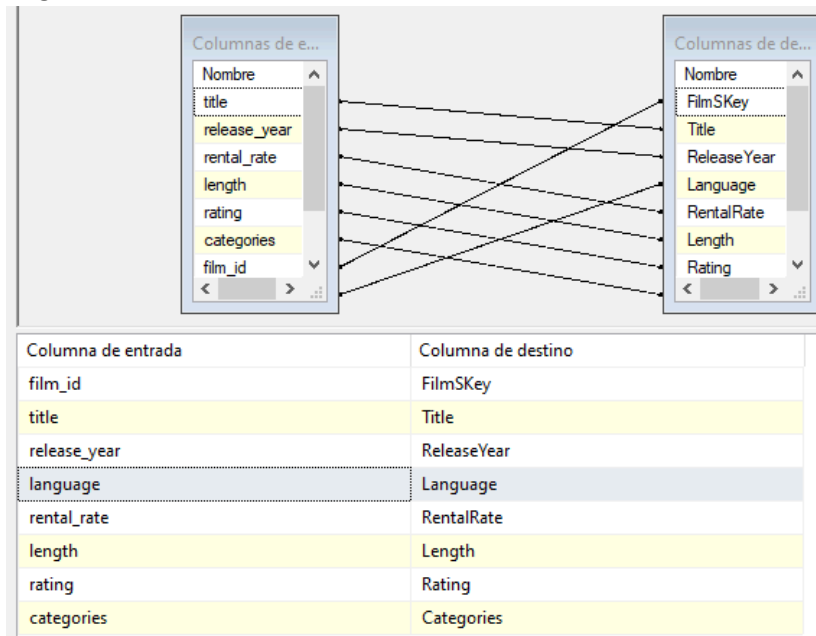 Columnas de e... Columnas de de...
Nombre Nombre
title FilmSKey
release_year Title
rental_rate ReleaseYear
length Language
rating RentalRate
categories Length
film_id Rating
Columna de entrada Columna de destino
film_id FilmSKey
title Title
release_year ReleaseYear
language Language
rental_rate RentalRate
length Length
rating Rating
categories Categories